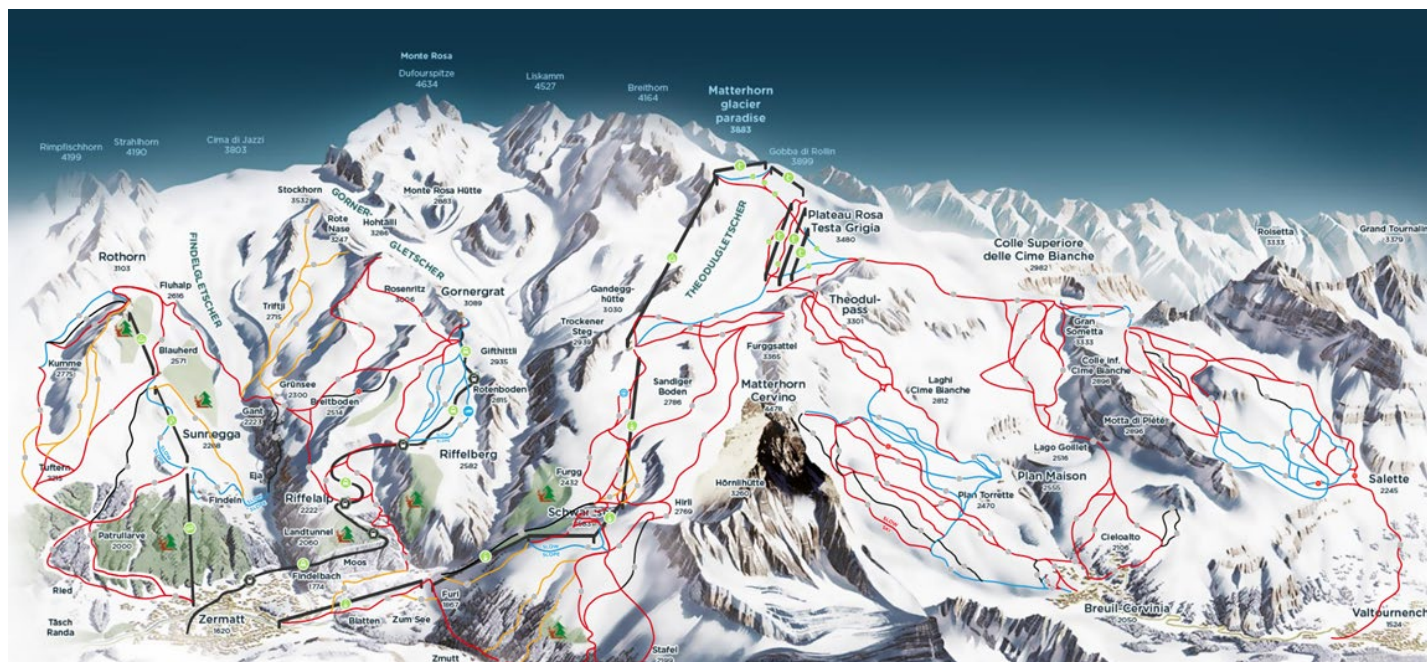 Monte Rosa
Dufourspitze
4634
Liskamm
4527
Breithorn
4164
Matterhorn
glacier
paradise
3883
Gobba di Rollin
3899
Rimpfischhorn
4199
Strahlhorn
4190
Cima di Jazzi
3803
Stockhorn
3532
GORNER-
GLETSCHER
Monte Rosa Hütte
2883
Rote
Nase
3247
Hohtälli
3286
Plateau Rosa
Testa Grigia
3480
Colle Superiore
delle Cime Bianche
2982
Roisetta
3333
Grand Tournalin
3379
Rothorn
3103
FINDELGLETSCHER
Fluhalp
2616
Triftji
2715
Rosenritz
3006
Gornergrat
3089
THEODULGLETSCHER
Gandegg-
hütte
3030
Trockener
Steg
2939
Theodul-
pass
3301
Gran
Sometta
3333
Kumme
2775
Blauherd
2571
Gifthittli
2935
Furggsattel
3365
Colle inf.
Cime Bianche
2896
Grünsee
2300
Breitboden
2514
Rotenboden
2815
Sandiger
Boden
2786
Matterhorn
Cervino
4478
Laghi
Cime Bianche
2812
Gant
2223
Motta di Pleté
2896
Sunnegga
2288
Riffelberg
2582
Lago Goillet
2516
Tuftern
2215
Eja
Furgg
2432
Plan Maison
2555
Salette
2245
Findeln
Riffelalp
2222
Hörnlihütte
3260
Hirli
2769
Plan Torrette
2470
Patrullarve
2000
Landtunnel
2060
SLOW
SLOPE
SLOW
SKI
Cieloalto
2106
Moos
Findelbach
1774
Ried
Furi
1867
Täsch
Randa
Zermatt
1620
Blatten
Zum See
Breuil-Cervinia
2050
Valtournenche
1524
Zmutt
Stafel